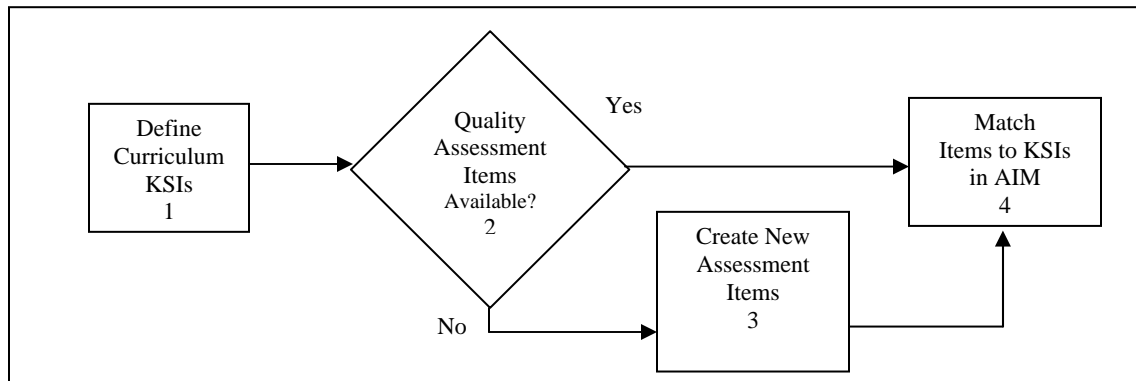 Define
Curriculum
KSIs
1
Quality
Assessment
Items
Available?
2
Yes
No
Create New
Assessment
Items
3
Match
Items to KSIs
in AIM
4